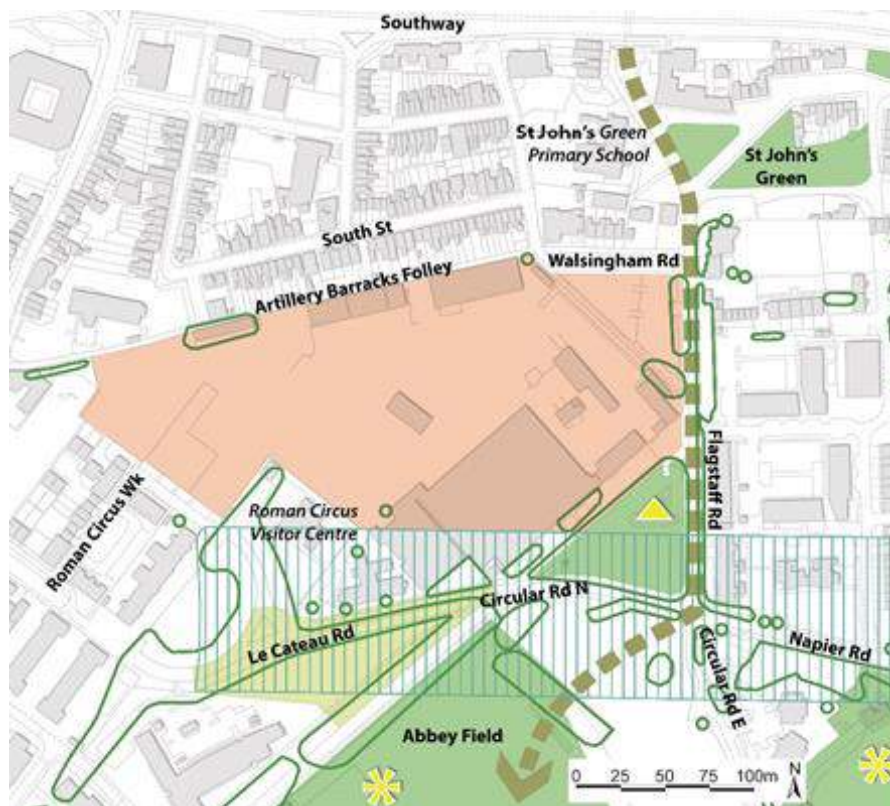 Southway
St John's Green
Primary School
St John's
Green
South St
Walsingham Rd
Artillery Barracks Folley
Flagstaff Rd
Roman Circus Wk
Roman Circus
Visitor Centre
Circular Rd N
Le Cateau Rd
Napier Rd
Circular Rd E
Abbey Field
0 25 50 75 100m
N